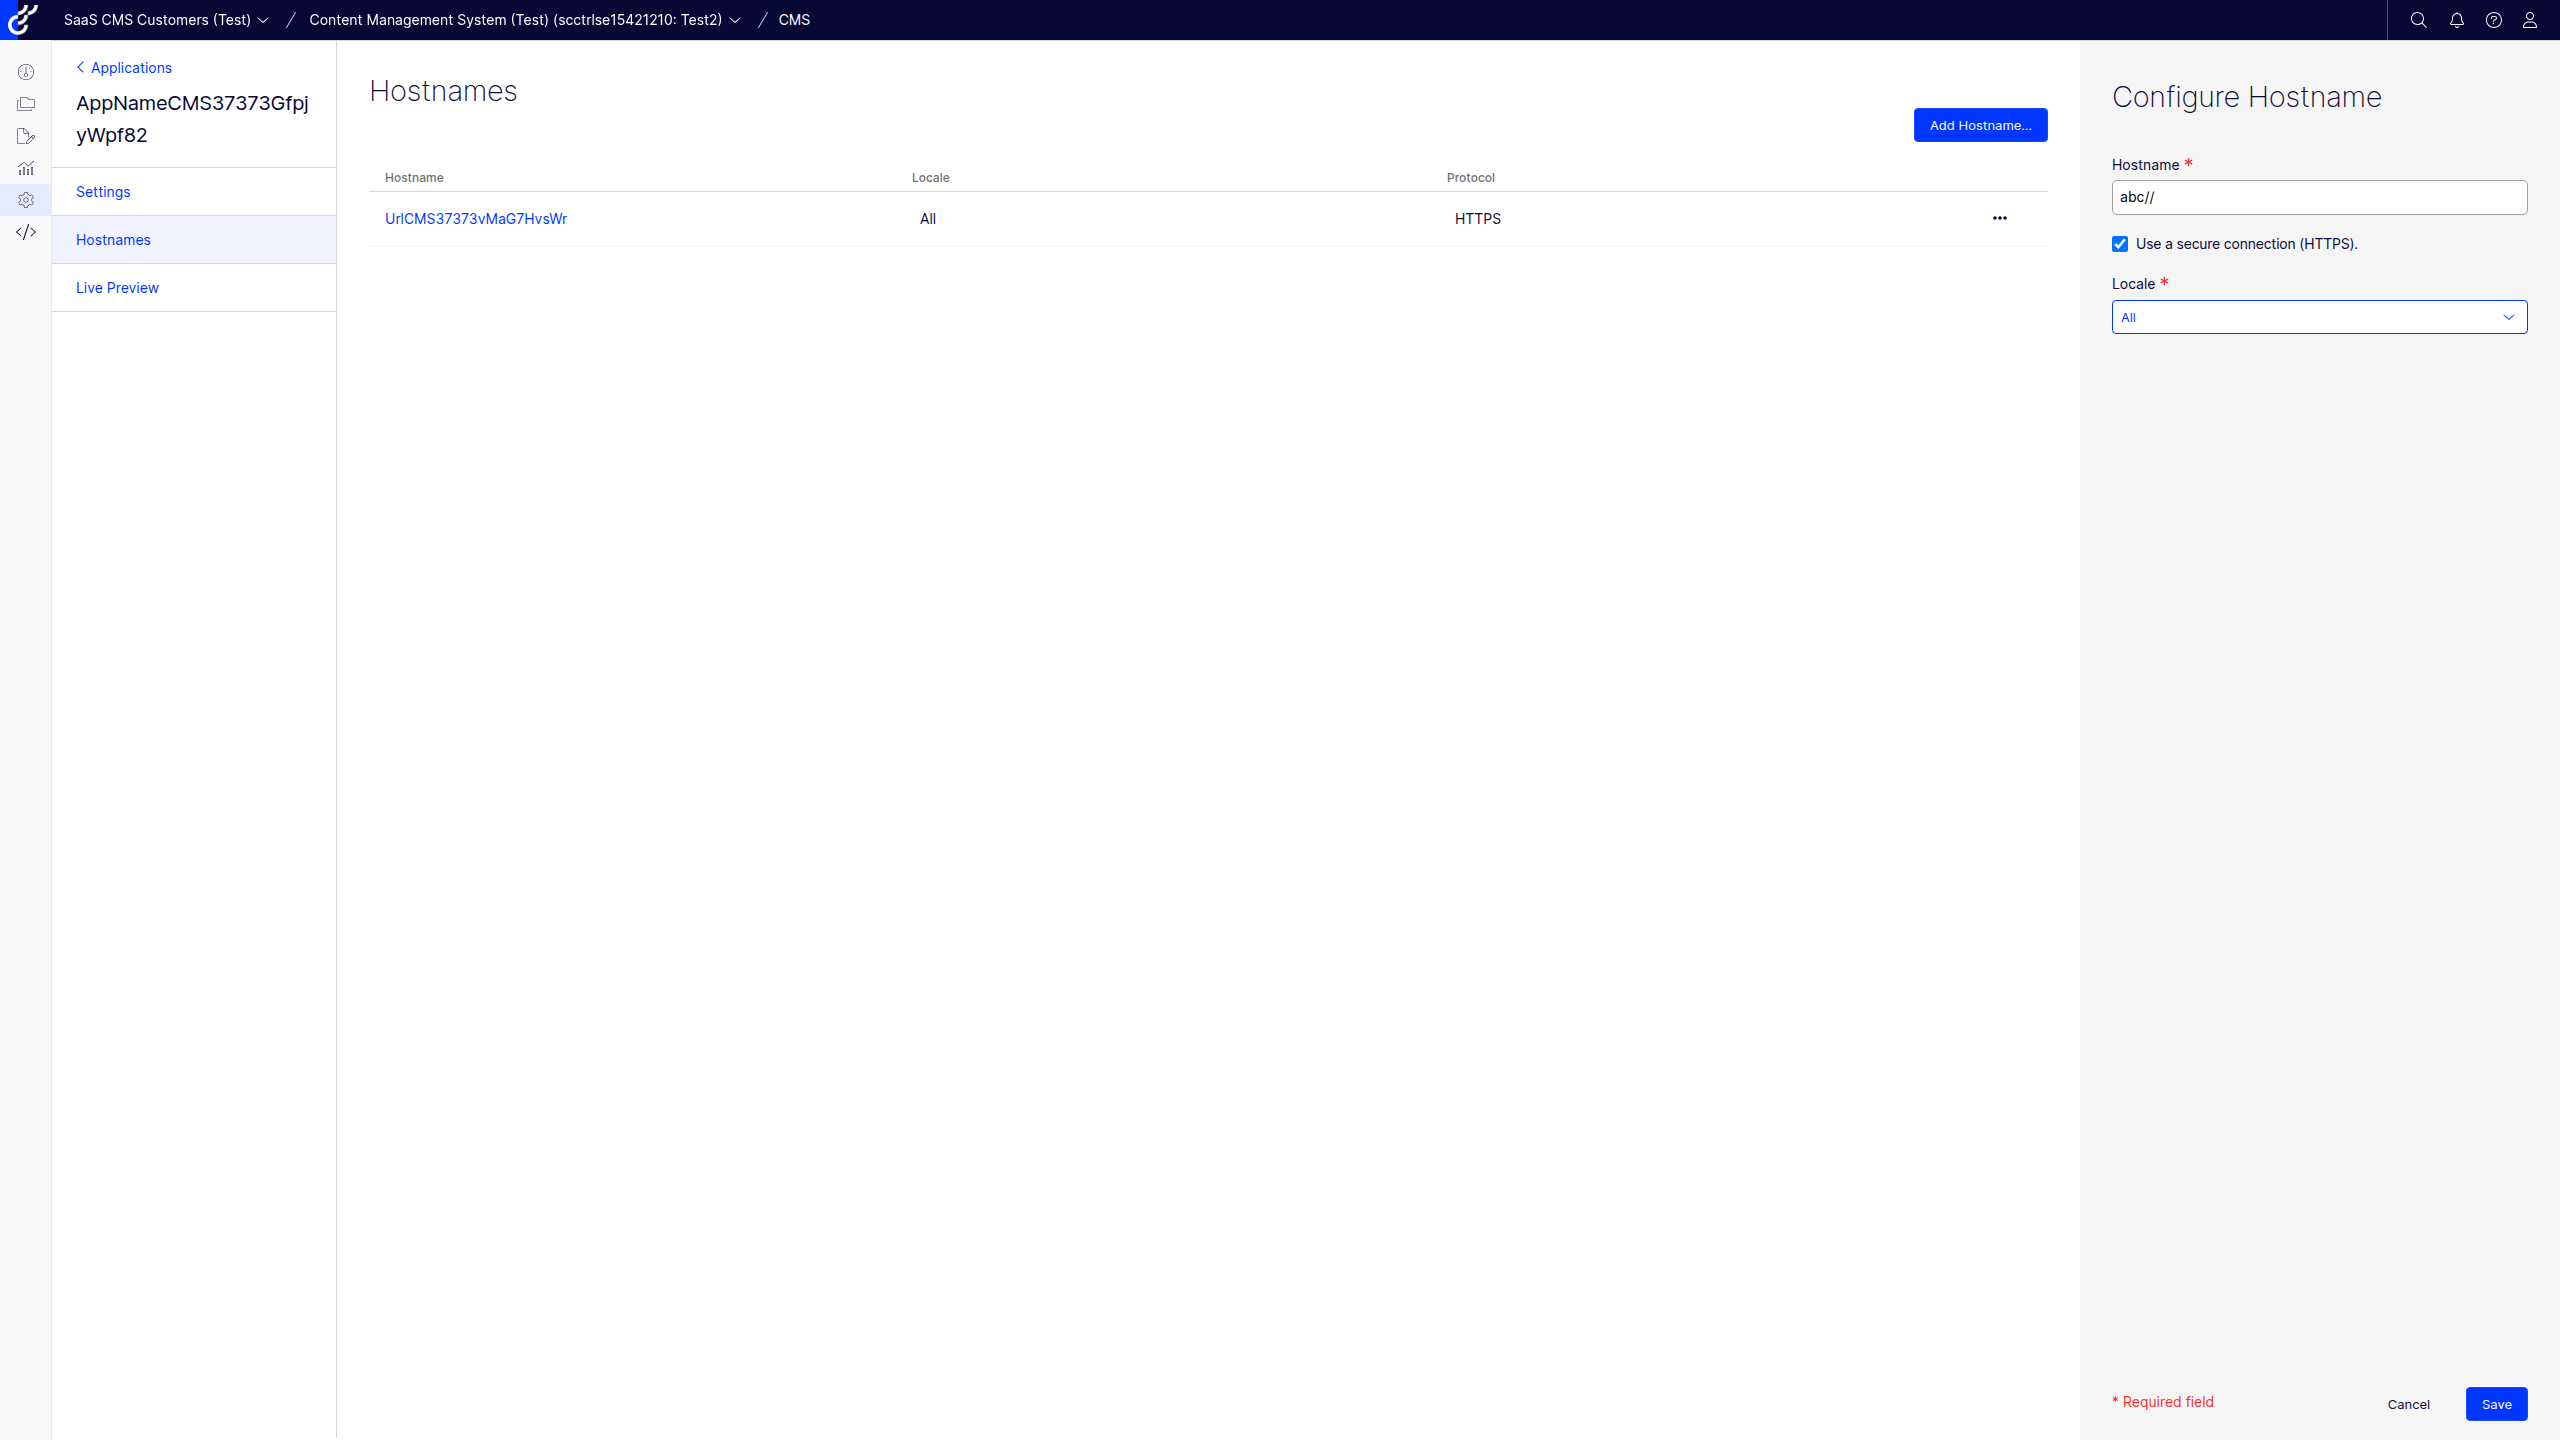 SaaS CMS Customers (Test) / Content Management System (Test) (scctrlse15421210: Test2) / CMS
Applications
AppNameCMS37373Gfpj
yWpf82
Settings
Hostnames
Live Preview
Hostnames
Add Hostname...
Hostname Locale Protocol
UrlCMS37373vMaG7HvsWr All HTTPS
Configure Hostname
Hostname *
abc//
Use a secure connection (HTTPS).
Locale *
All
* Required field
Cancel Save